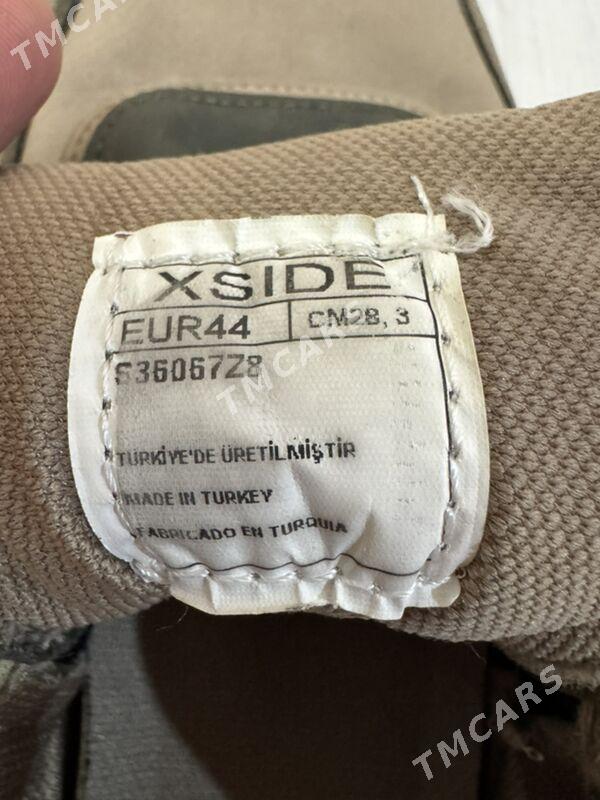 TMCARS
XSIDE
EUR44 CM28, 3
S36067Z8
TMCARS
TÜRKİYE'DE ÜRETİLMİŞTİR
MADE IN TURKEY
FABRICADO EN TURQUIA
TMCARS